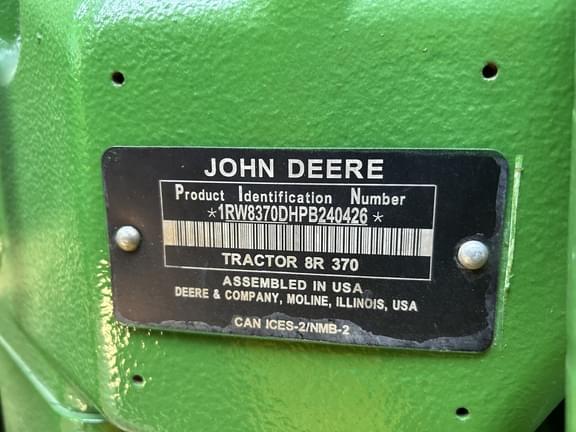 JOHN DEERE
Product Identification Number
*1RW8370DHPB240426*
TRACTOR 8R 370
ASSEMBLED IN USA
DEERE & COMPANY, MOLINE, ILLINOIS, USA
CAN ICES-2/NMB-2